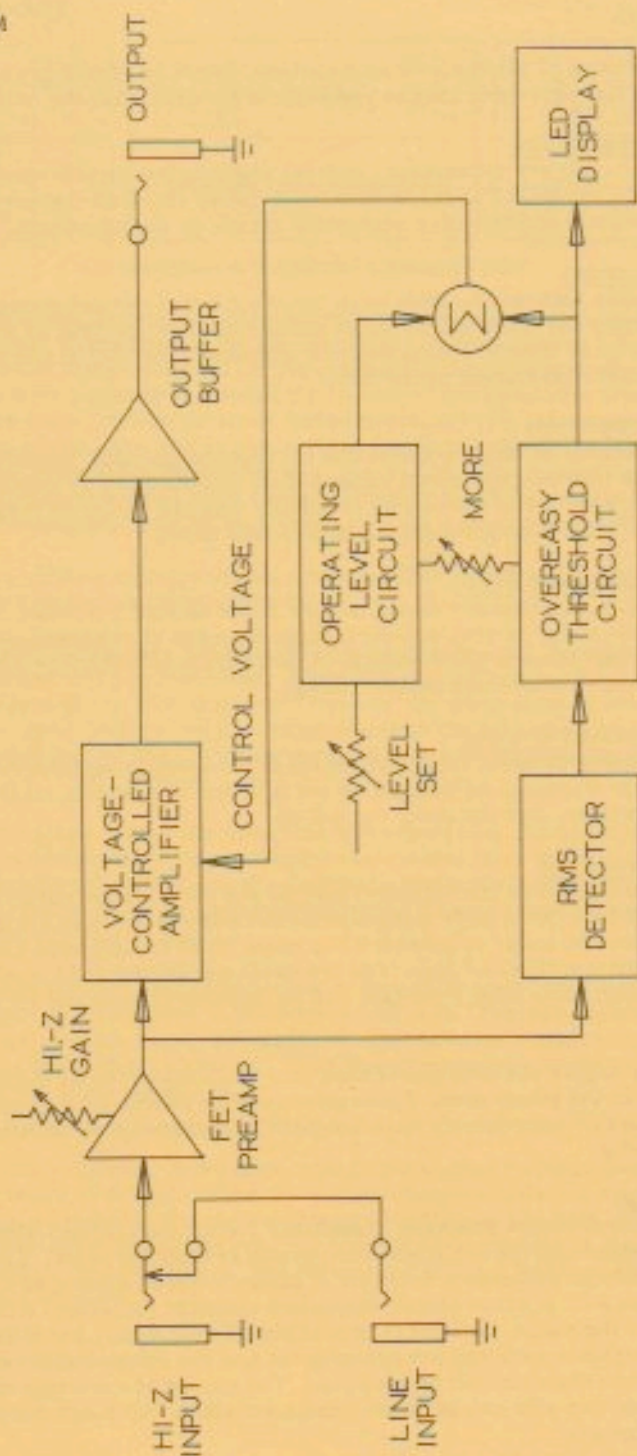 HI-Z
INPUT
LINE
INPUT
HI-Z
GAIN
FET
PREAMP
VOLTAGE-
CONTROLLED
AMPLIFIER
CONTROL VOLTAGE
OUTPUT
BUFFER
OUTPUT
LEVEL
SET
OPERATING
LEVEL
CIRCUIT
MORE
Σ
RMS
DETECTOR
OVEREASY
THRESHOLD
CIRCUIT
LED
DISPLAY